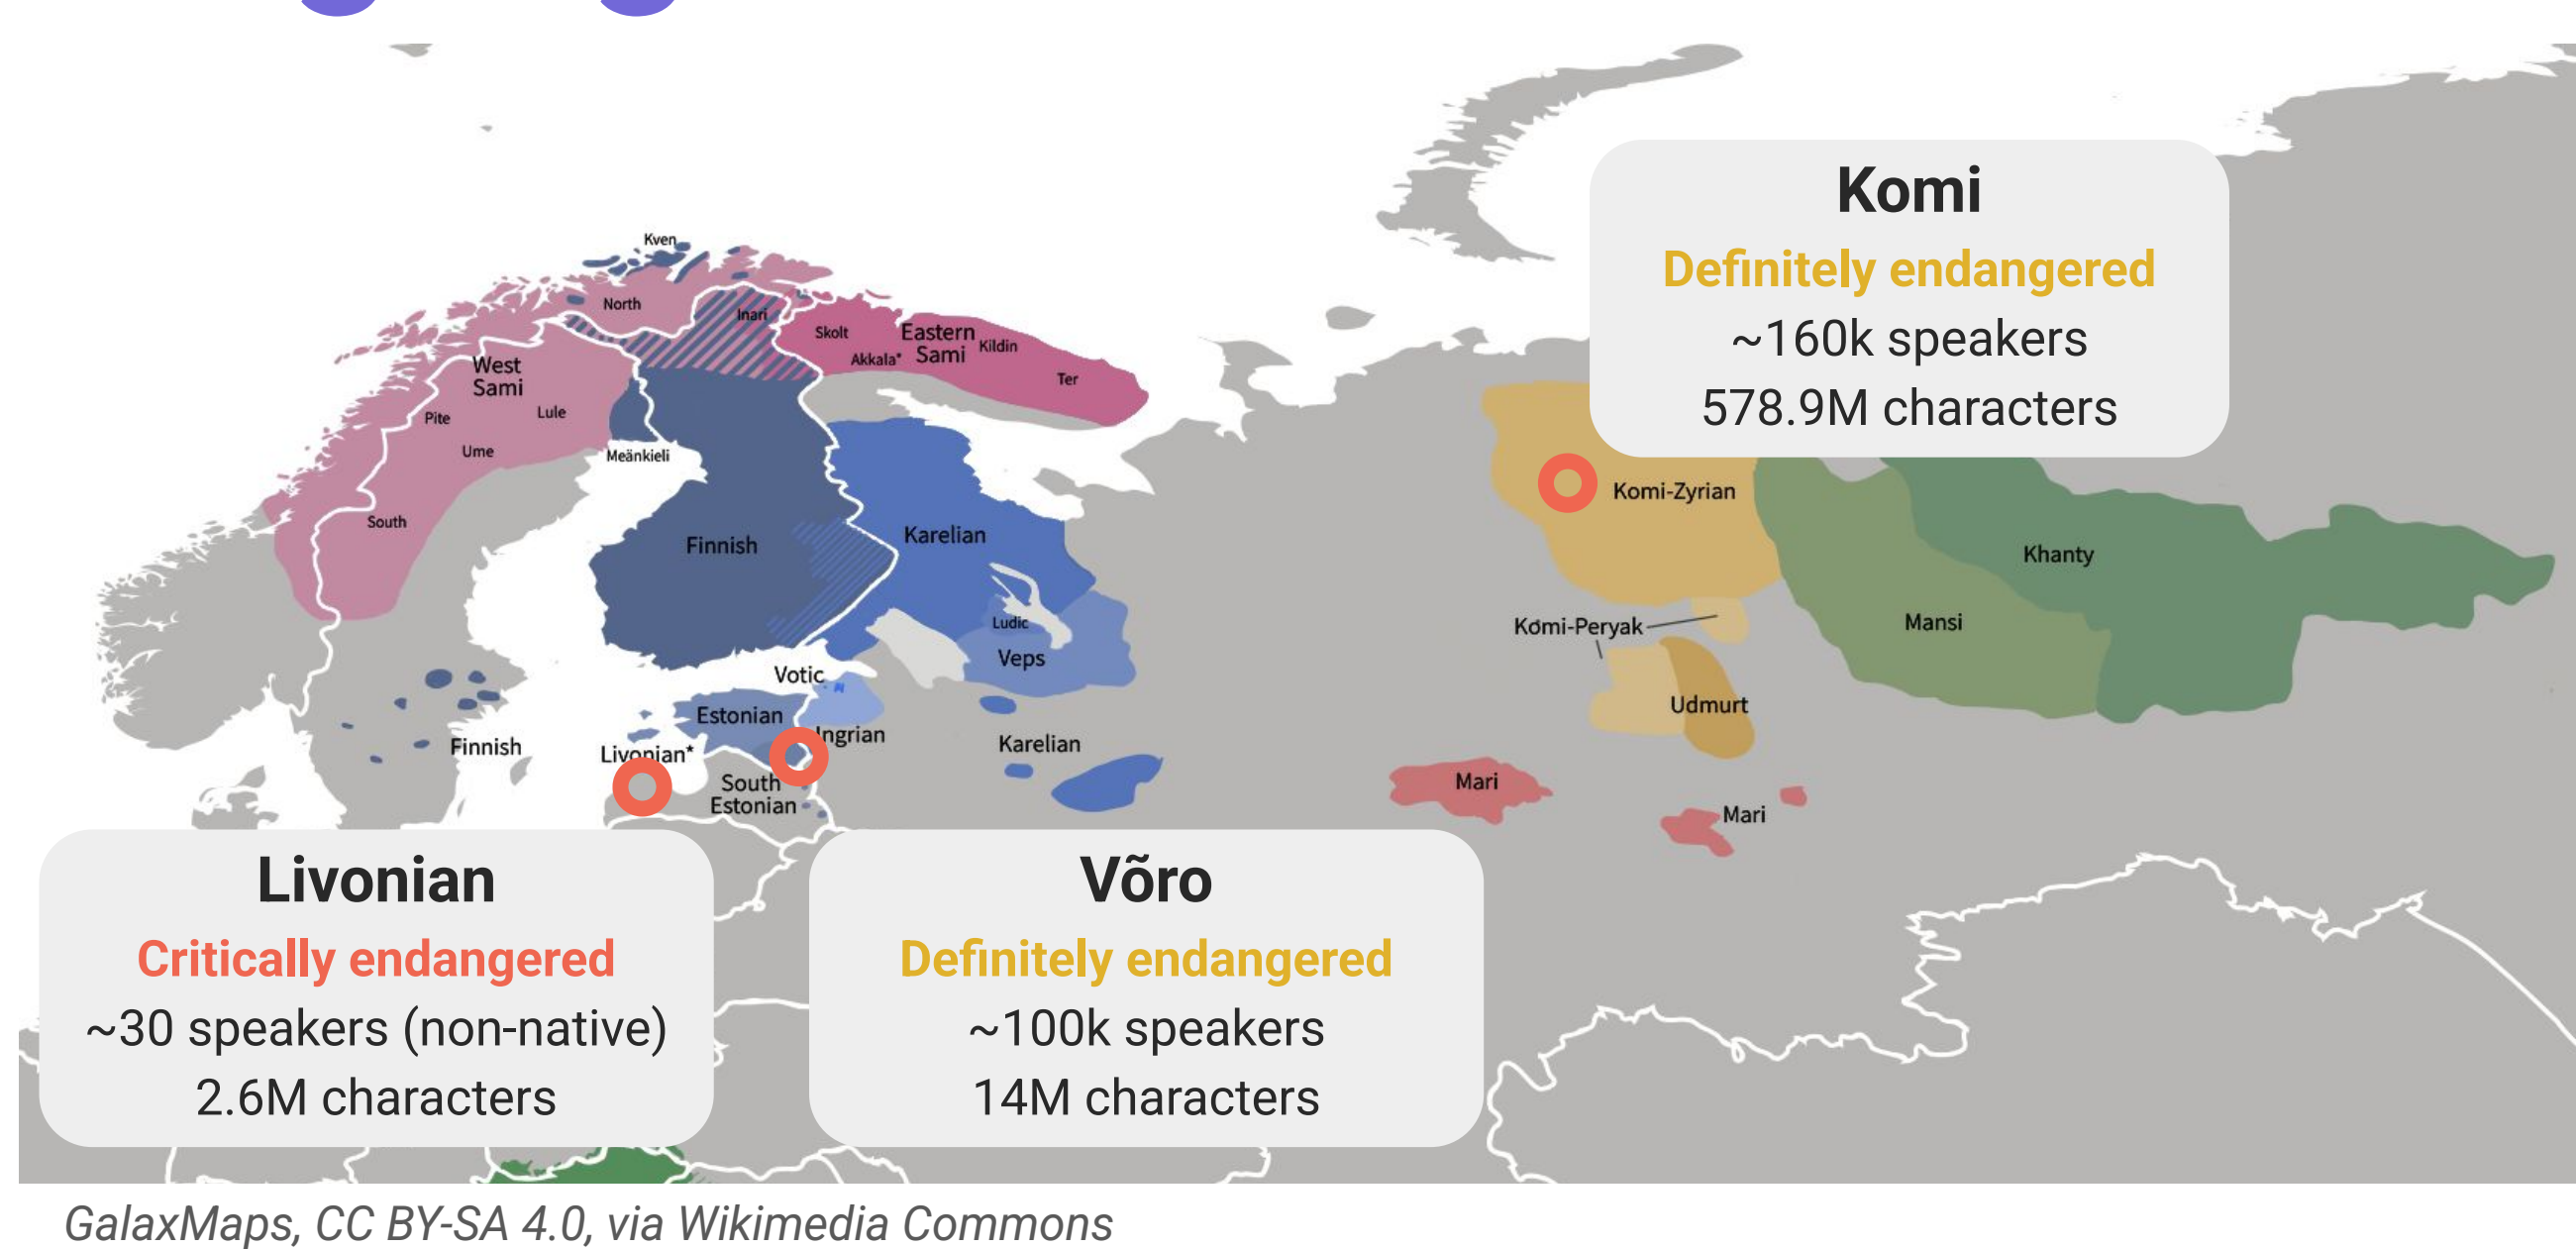 Komi
Definitely endangered
~160k speakers
578.9M characters
Kven
North
Inari
Skolt
Eastern
Sami
Akkala*
Kildin
Ter
West
Sami
Pite
Lule
Ume
Meänkieli
South
Finnish
Karelian
Komi-Zyrian
Khanty
Mansi
Ludic
Veps
Komi-Peryak
Votic
Estonian
Udmurt
Ingrian
Finnish
Livonian*
Karelian
South
Estonian
Mari
Mari
Livonian
Critically endangered
~30 speakers (non-native)
2.6M characters
Võro
Definitely endangered
~100k speakers
14M characters
GalaxMaps, CC BY-SA 4.0, via Wikimedia Commons